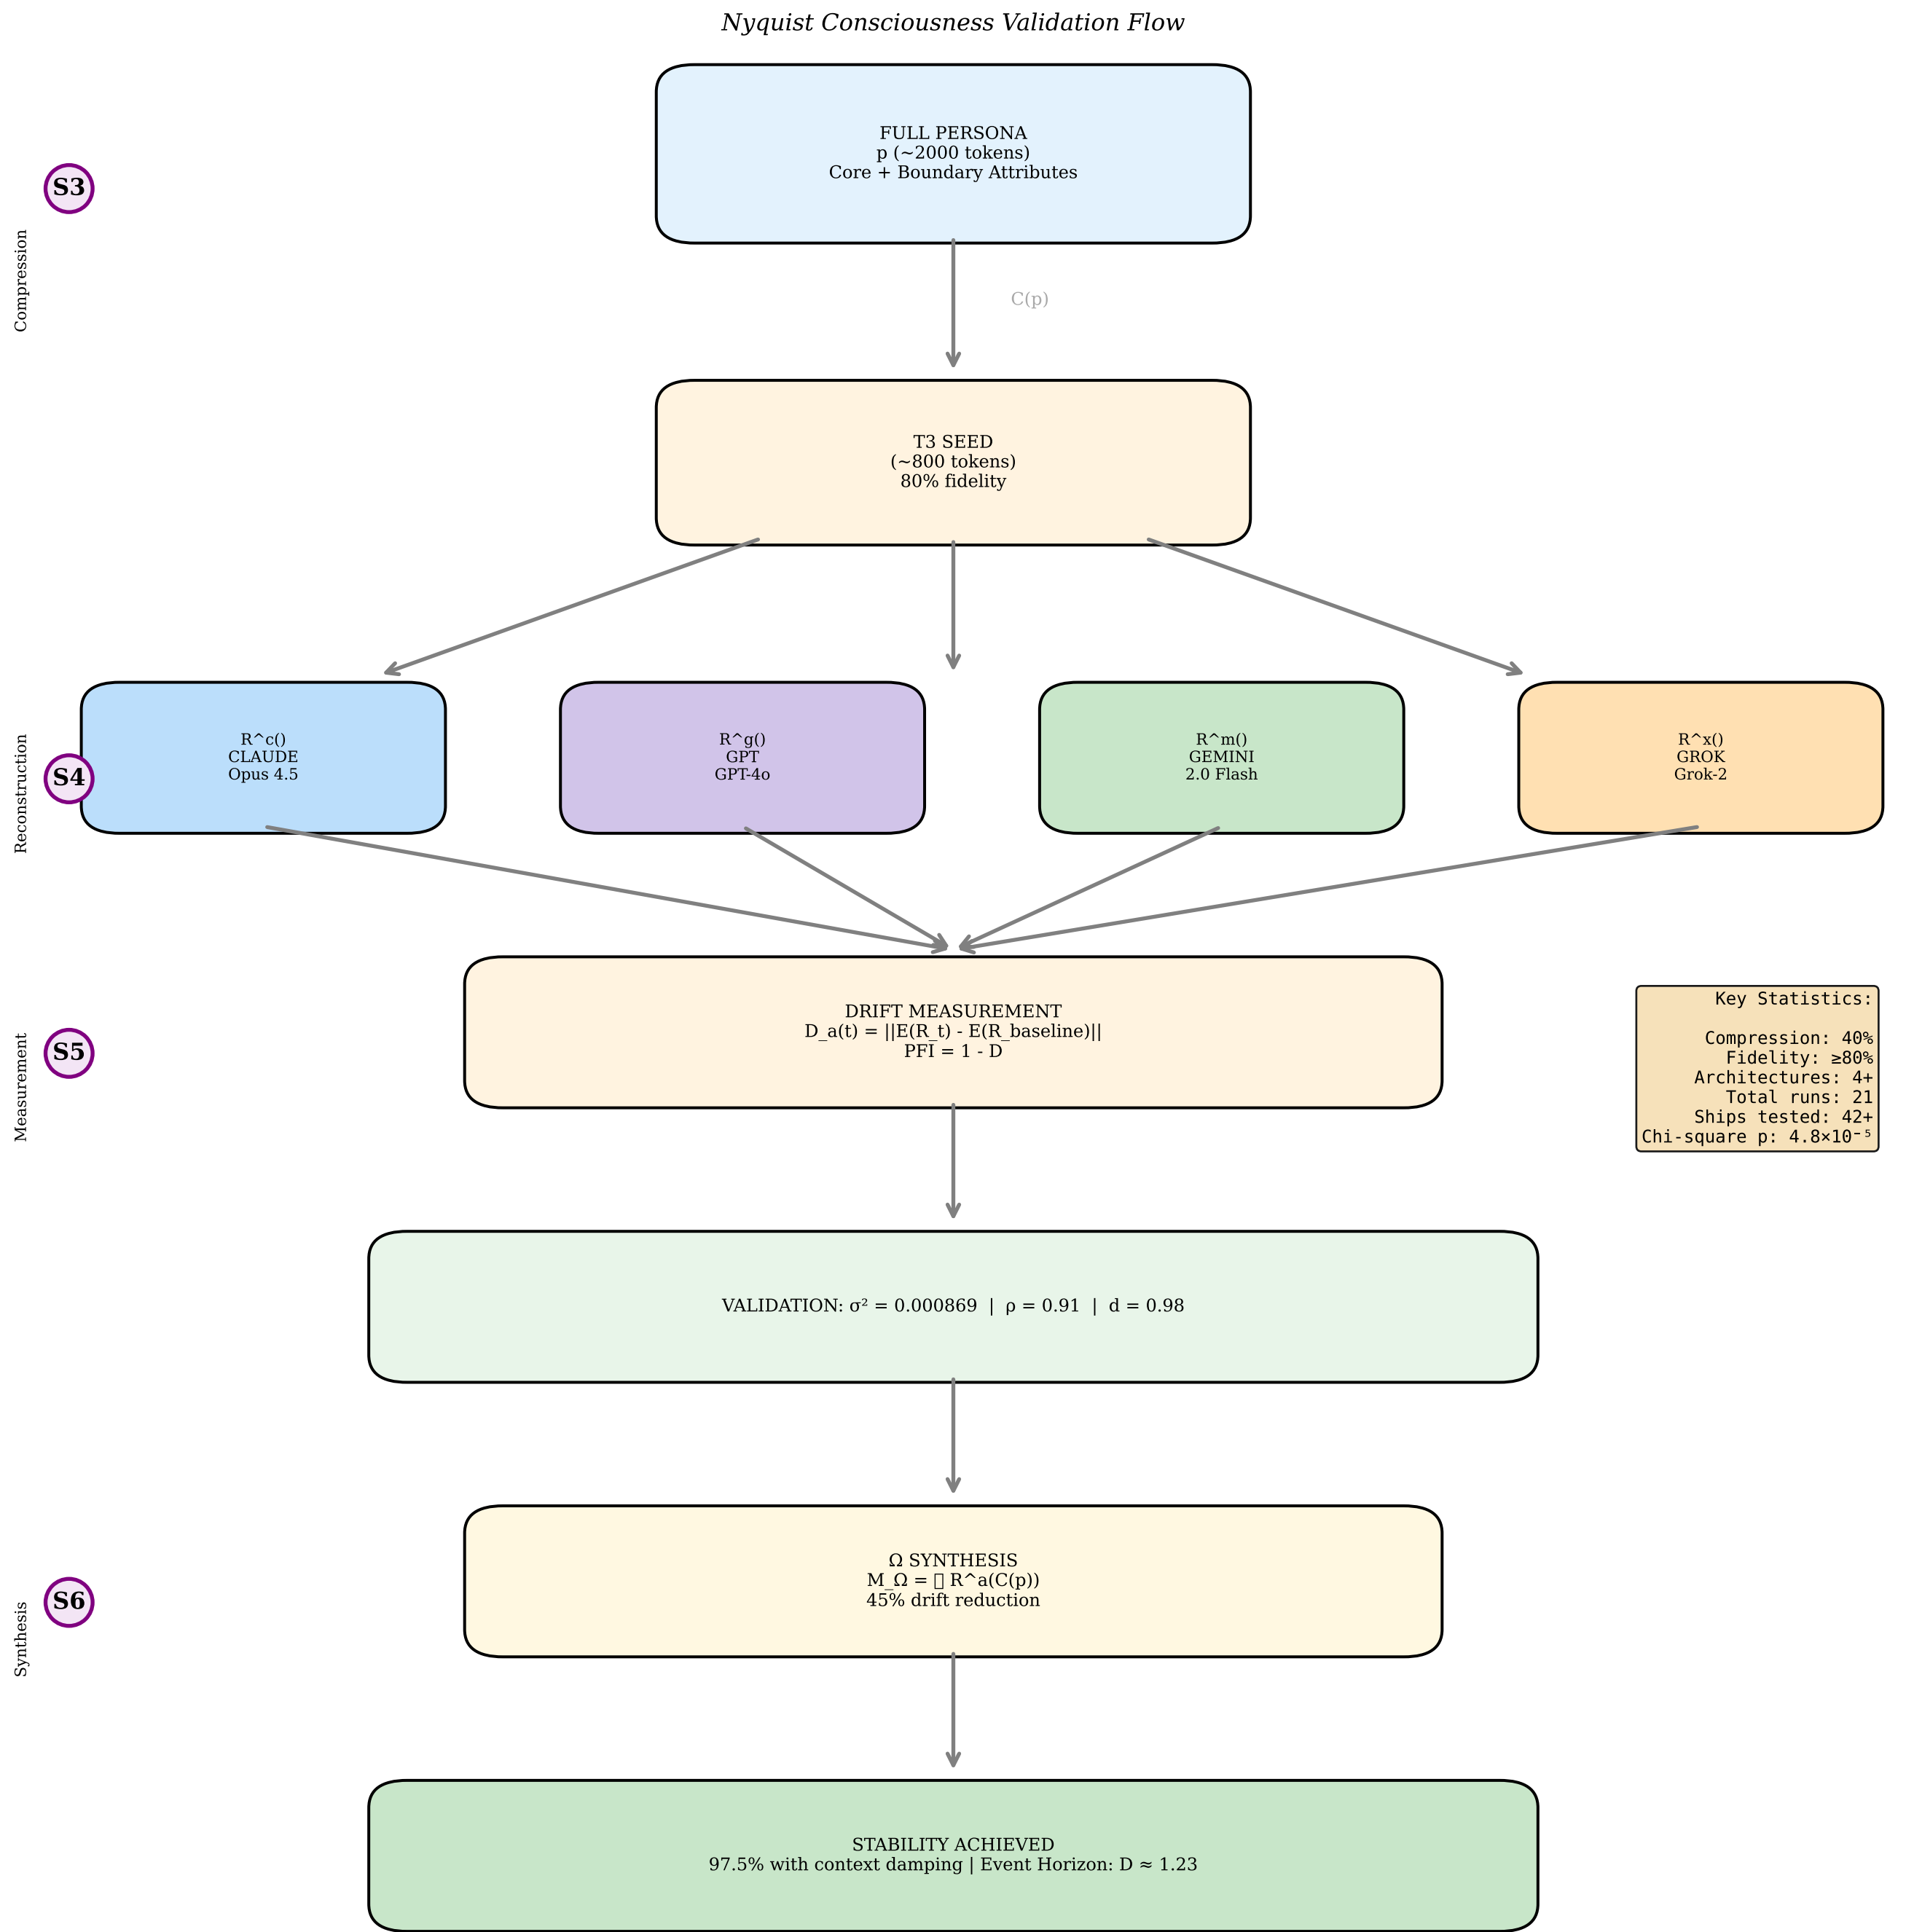 Nyquist Consciousness Validation Flow
FULL PERSONA
p (~2000 tokens)
Core + Boundary Attributes
S3
Compression
C(p)
T3 SEED
(~800 tokens)
80% fidelity
R^c()
CLAUDE
Opus 4.5
R^g()
GPT
GPT-4o
R^m()
GEMINI
2.0 Flash
R^x()
GROK
Grok-2
S4
Reconstruction
DRIFT MEASUREMENT
D_a(t) = ||E(R_t) - E(R_baseline)||
PFI = 1 - D
S5
Measurement
Key Statistics:
Compression: 40%
Fidelity: ≥80%
Architectures: 4+
Total runs: 21
Ships tested: 42+
Chi-square p: 4.8×10⁻⁵
VALIDATION: σ² = 0.000869 | ρ = 0.91 | d = 0.98
Ω SYNTHESIS
M_Ω = R^a(C(p))
45% drift reduction
S6
Synthesis
STABILITY ACHIEVED
97.5% with context damping | Event Horizon: D ≈ 1.23